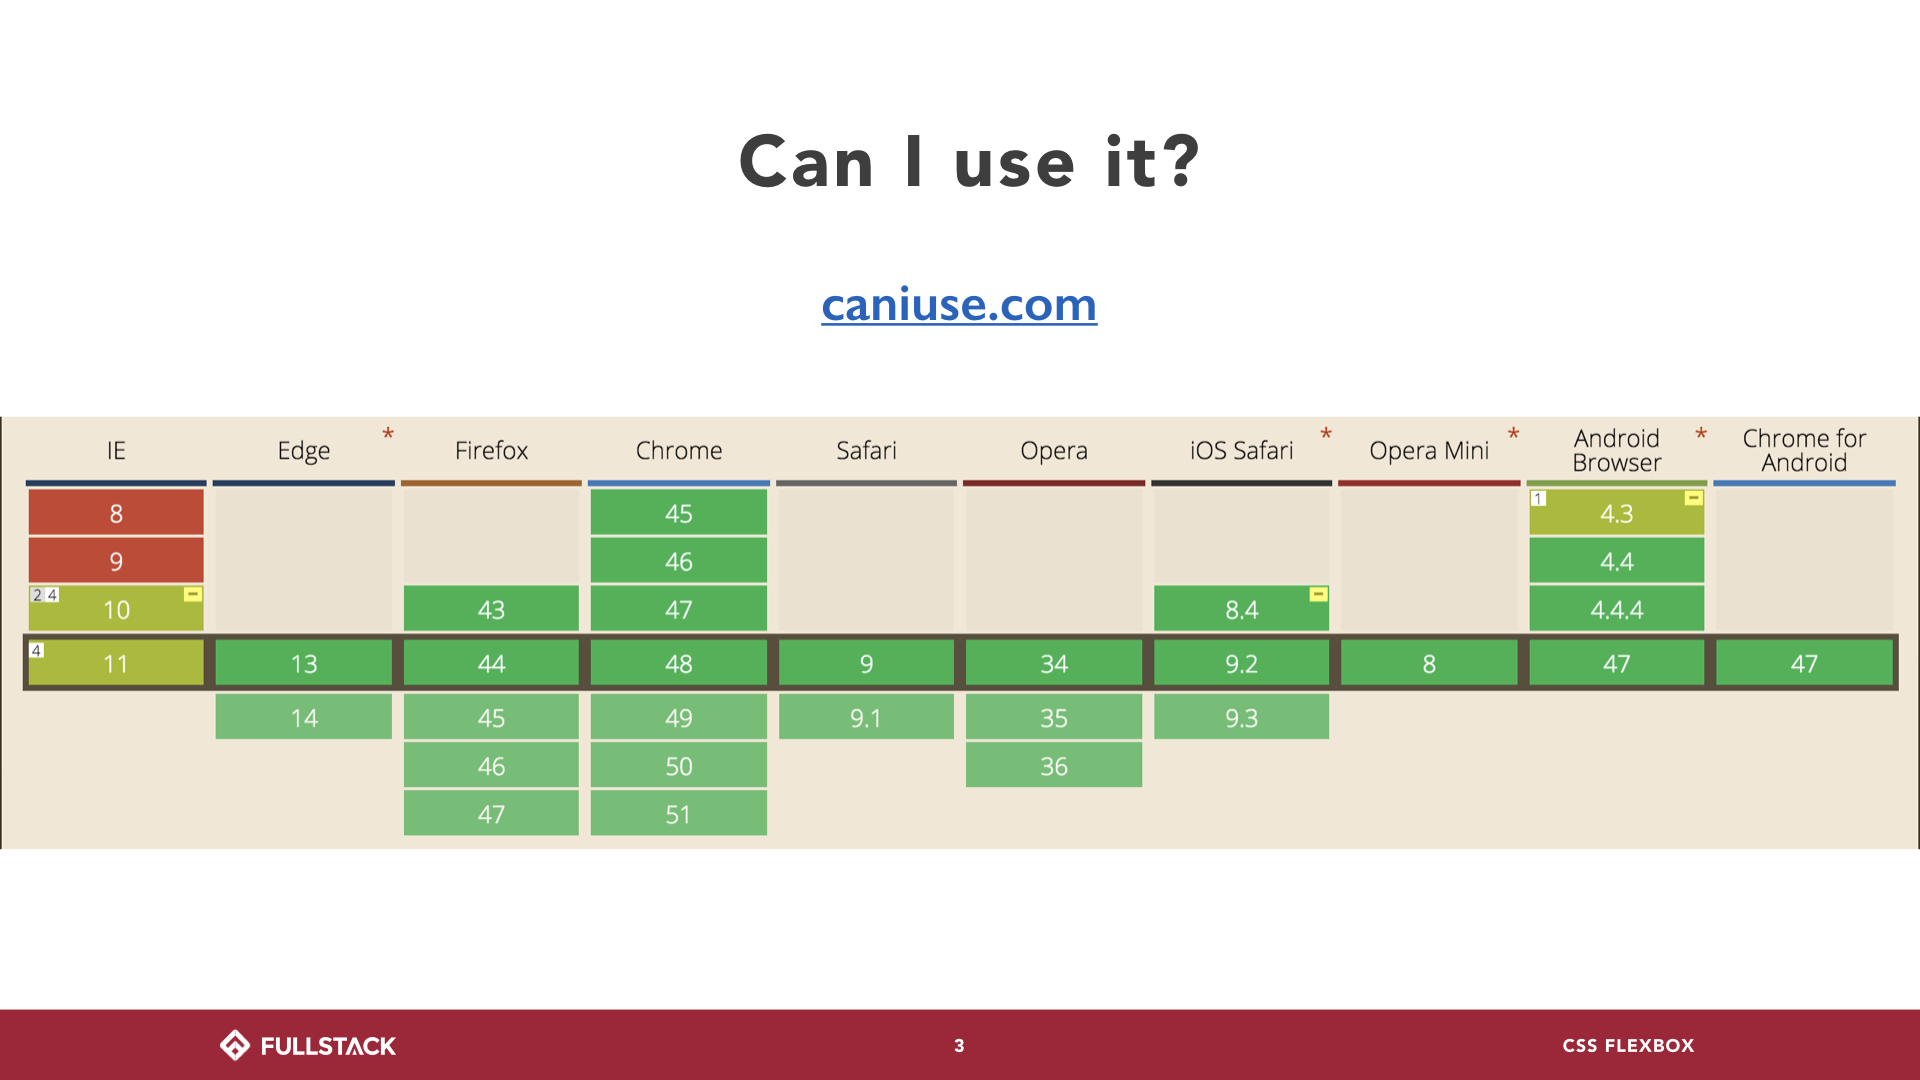 Can I use it?
caniuse.com
IE Edge * Firefox Chrome Safari Opera iOS Safari * Opera Mini * Android Browser * Chrome for Android
8 45 1 4.3 -
9 46 4.4
2 4 10 - 43 47 8.4 - 4.4.4
4 11 13 44 48 9 34 9.2 8 47 47
14 45 49 9.1 35 9.3
46 50 36
47 51
FULLSTACK 3 CSS FLEXBOX